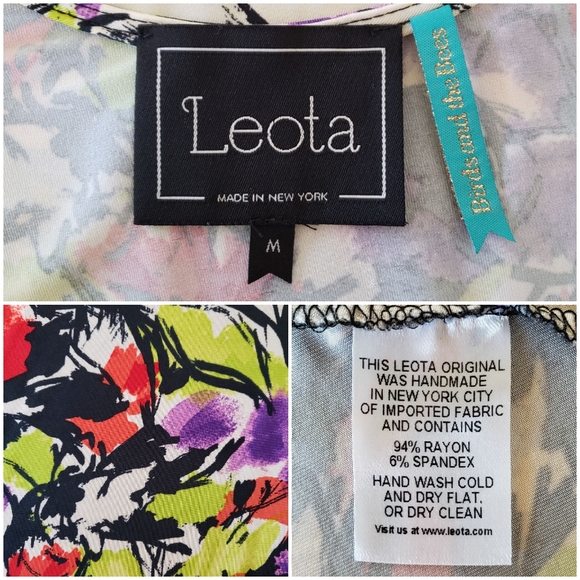 Leota
MADE IN NEW YORK
M
Birds and the Bees
THIS LEOTA ORIGINAL
WAS HANDMADE
IN NEW YORK CITY
OF IMPORTED FABRIC
AND CONTAINS
94% RAYON
6% SPANDEX
HAND WASH COLD
AND DRY FLAT.
OR DRY CLEAN
Visit us at www.leota.com